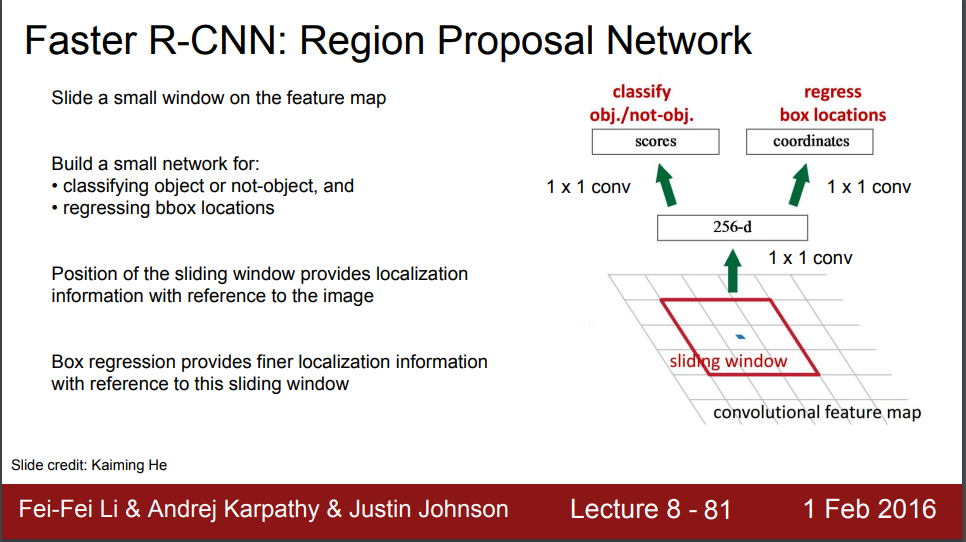 Faster R-CNN: Region Proposal Network
Slide a small window on the feature map
Build a small network for:
• classifying object or not-object, and
• regressing bbox locations
Position of the sliding window provides localization
information with reference to the image
Box regression provides finer localization information
with reference to this sliding window
classify
obj./not-obj.
regress
box locations
scores
coordinates
1 x 1 conv
1 x 1 conv
256-d
1 x 1 conv
sliding window
convolutional feature map
Slide credit: Kaiming He
Fei-Fei Li & Andrej Karpathy & Justin Johnson
Lecture 8 - 81
1 Feb 2016